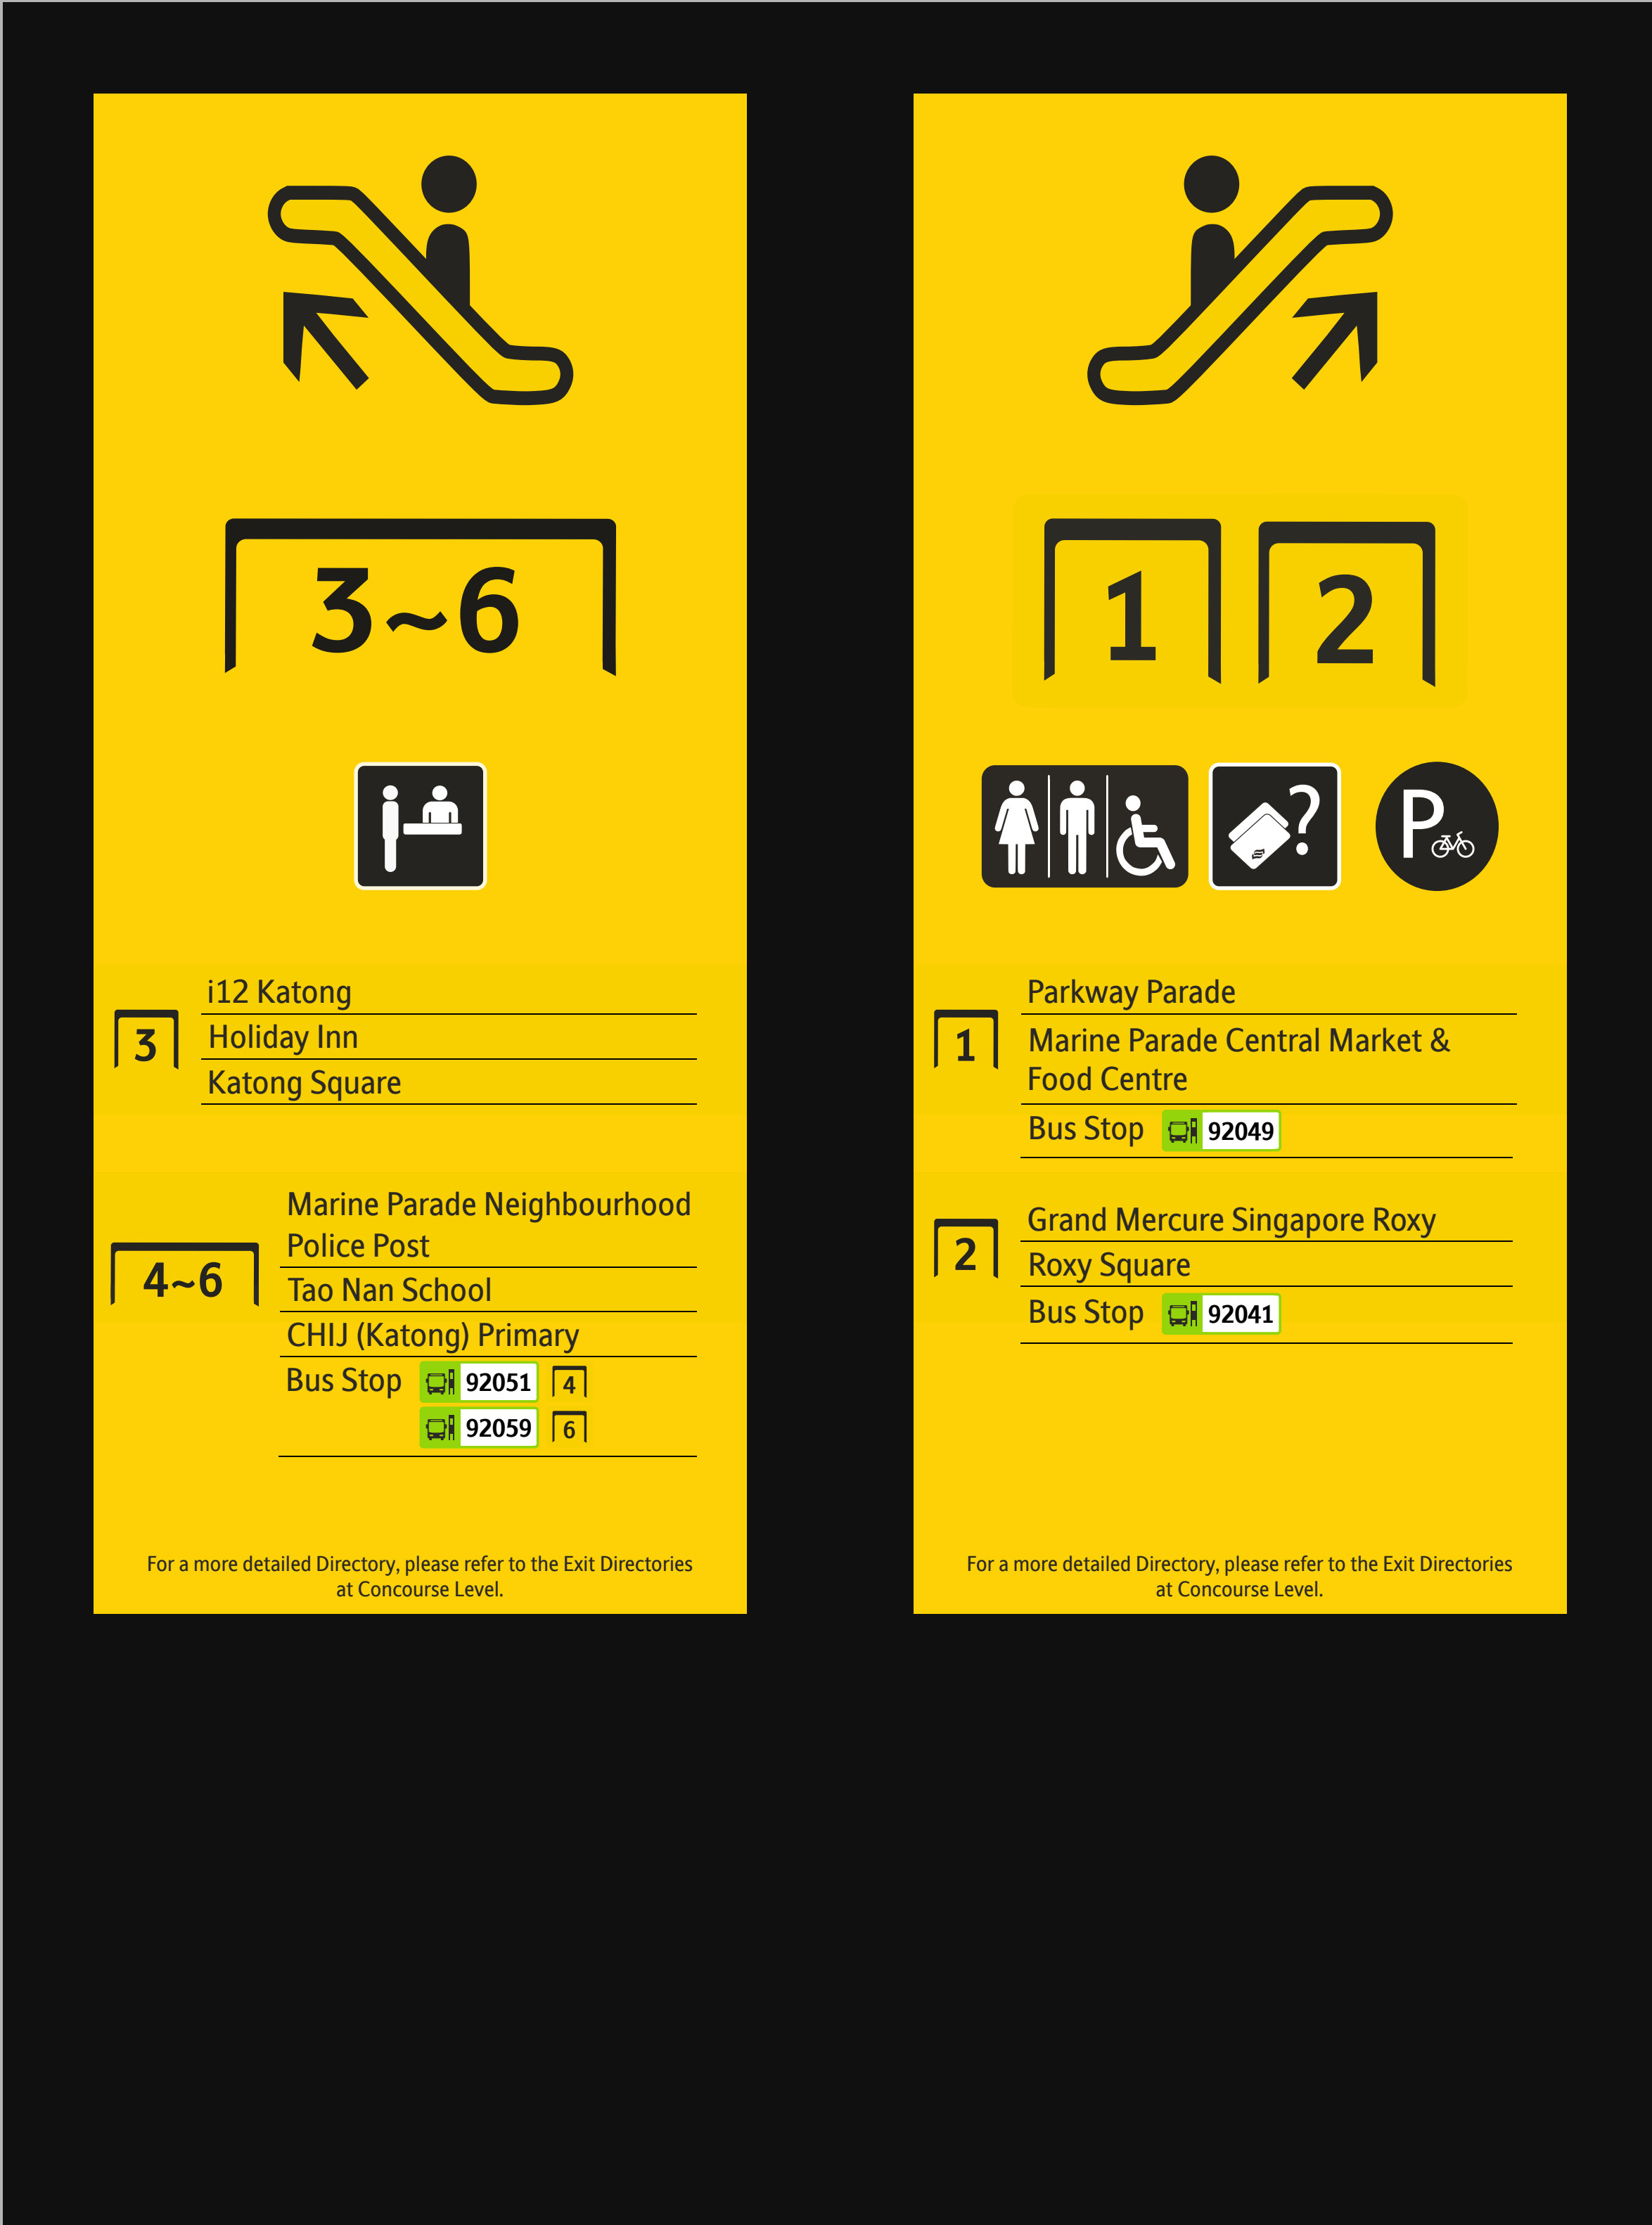 3~6
3
i12 Katong
Holiday Inn
Katong Square
4~6
Marine Parade Neighbourhood
Police Post
Tao Nan School
CHIJ (Katong) Primary
Bus Stop 92051 4
92059 6
For a more detailed Directory, please refer to the Exit Directories
at Concourse Level.
1 2
? P
1
Parkway Parade
Marine Parade Central Market &
Food Centre
Bus Stop 92049
2
Grand Mercure Singapore Roxy
Roxy Square
Bus Stop 92041
For a more detailed Directory, please refer to the Exit Directories
at Concourse Level.